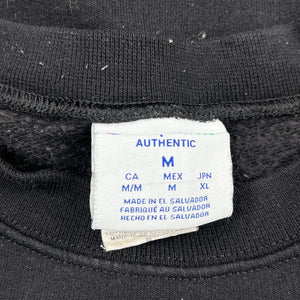 AUTHENTIC
M
CA MEX JPN
M/M M XL
MADE IN EL SALVADOR
FABRIQUÉ AU SALVADOR
HECHO EN EL SALVADOR